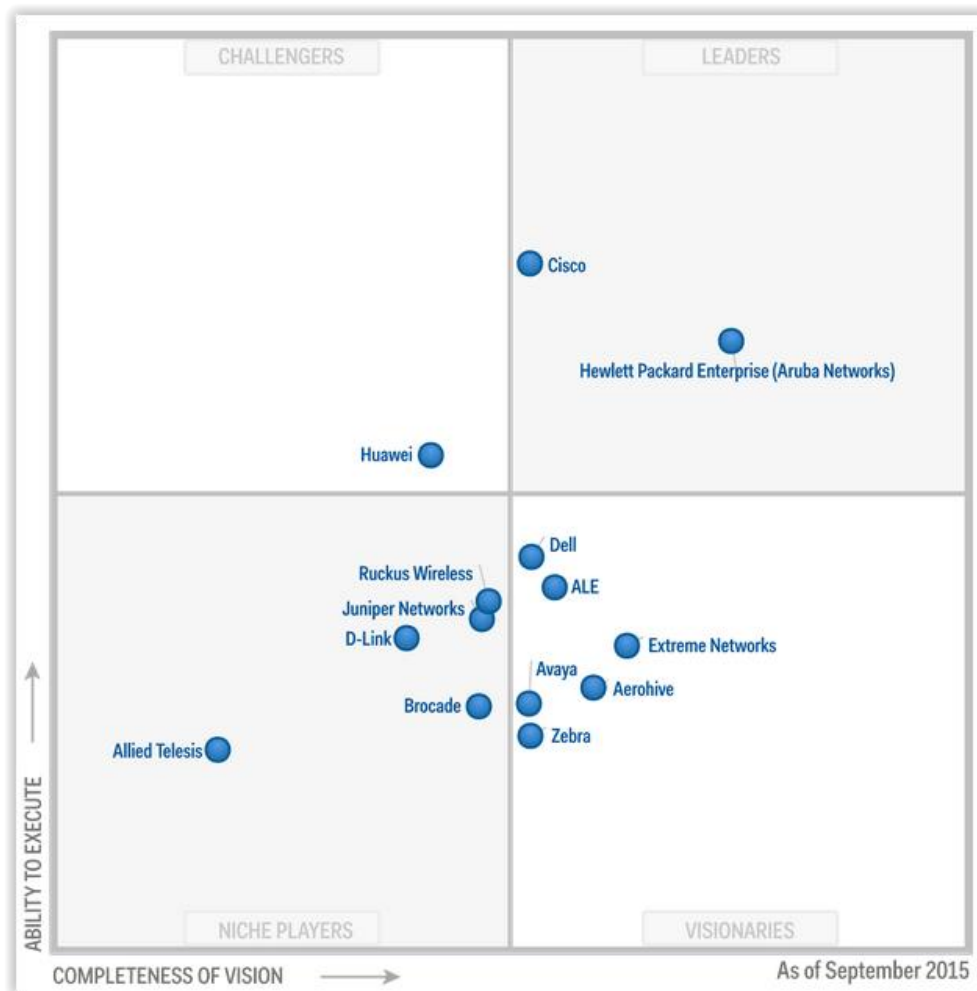 CHALLENGERS
LEADERS
Cisco
Hewlett Packard Enterprise (Aruba Networks)
Huawei
Dell
Ruckus Wireless
ALE
Juniper Networks
D-Link
Extreme Networks
Avaya
Aerohive
Brocade
Zebra
Allied Telesis
ABILITY TO EXECUTE
NICHE PLAYERS
VISIONARIES
COMPLETENESS OF VISION
As of September 2015